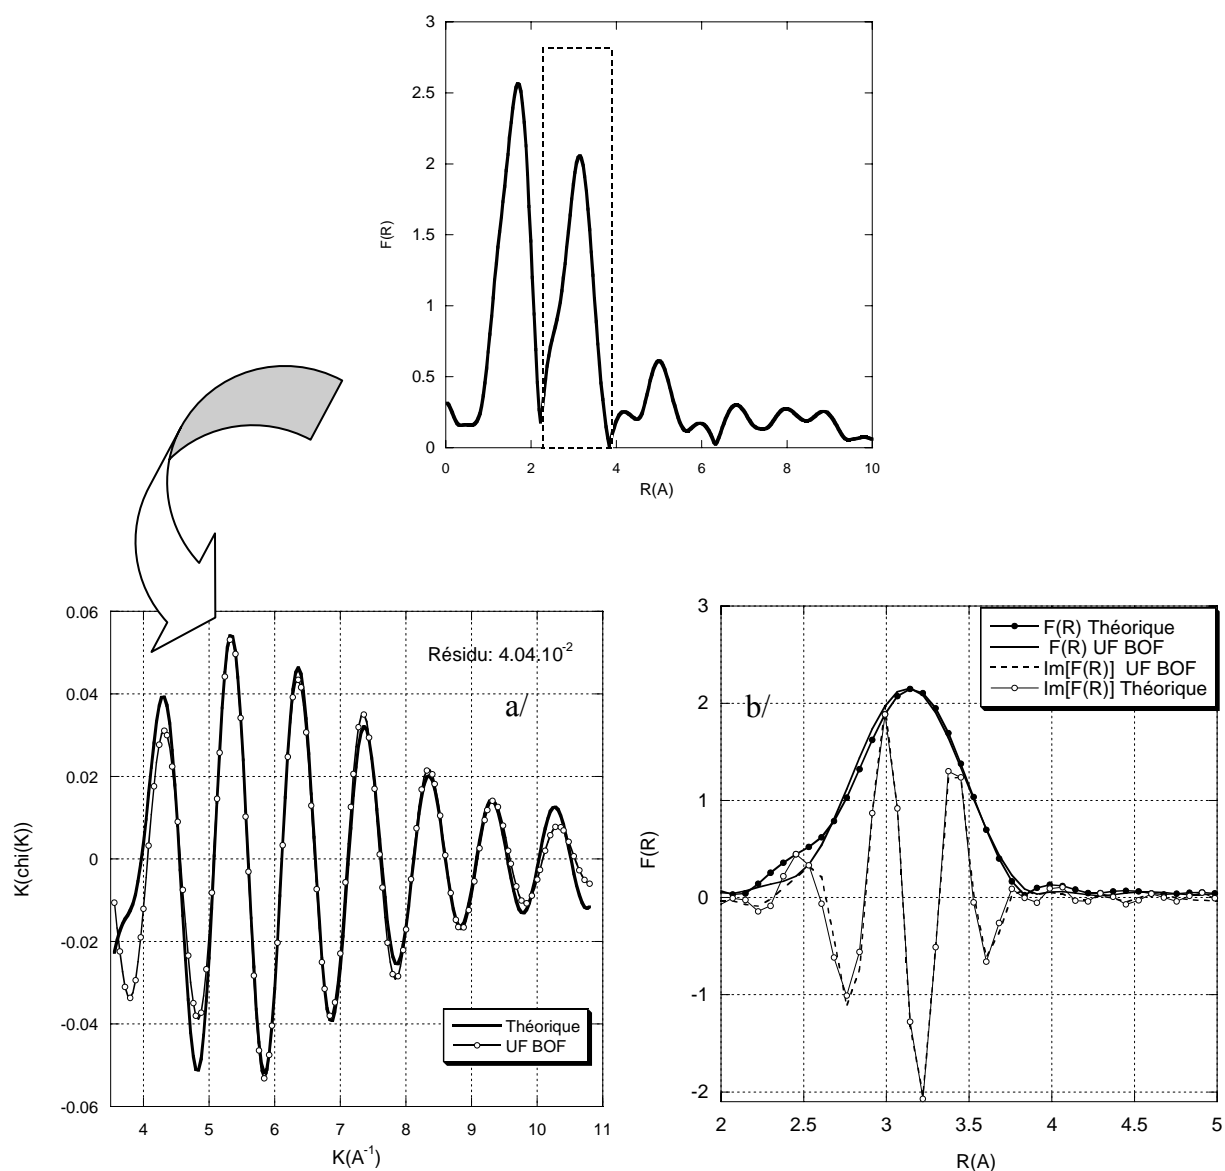 3
2.5
2
1.5
1
0.5
0
F(R)
0 2 4 6 8 10
R(A)
0.06
0.04
0.02
0
-0.02
-0.04
-0.06
K(chi(K))
Résidu: 4.04.10-2
a/
Théorique
UF BOF
4 5 6 7 8 9 10 11
K(A-1)
3
2
1
0
-1
-2
F(R)
F(R) Théorique
F(R) UF BOF
Im[F(R)] UF BOF
Im[F(R)] Théorique
b/
2 2.5 3 3.5 4 4.5 5
R(A)